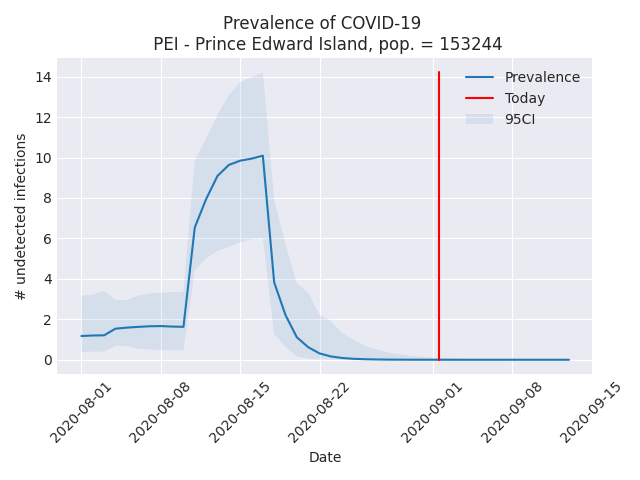 Prevalence of COVID-19
PEI - Prince Edward Island, pop. = 153244
# undetected infections
14
12
10
8
6
4
2
0
Prevalence
Today
95CI
2020-08-01
2020-08-08
2020-08-15
2020-08-22
2020-09-01
2020-09-08
2020-09-15
Date